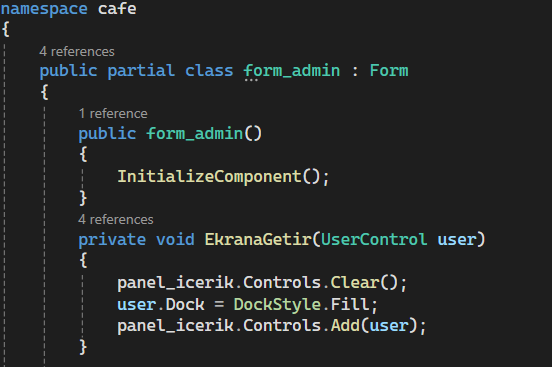 namespace cafe
{
4 references
public partial class form_admin : Form
{
1 reference
public form_admin()
{
InitializeComponent();
}
4 references
private void EkranaGetir(UserControl user)
{
panel_icerik.Controls.Clear();
user.Dock = DockStyle.Fill;
panel_icerik.Controls.Add(user);
}